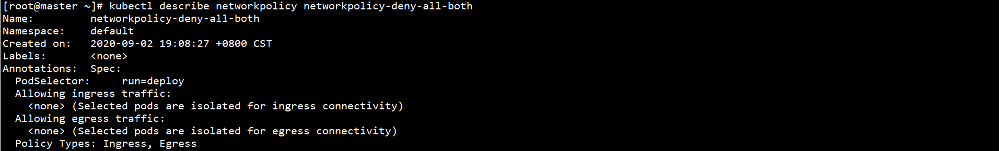 [root@master ~]# kubectl describe networkpolicy networkpolicy-deny-all-both
Name:         networkpolicy-deny-all-both
Namespace:    default
Created on:   2020-09-02 19:08:27 +0800 CST
Labels:       <none>
Annotations:  Spec:
  PodSelector:     run=deploy
  Allowing ingress traffic:
    <none> (Selected pods are isolated for ingress connectivity)
  Allowing egress traffic:
    <none> (Selected pods are isolated for egress connectivity)
  Policy Types: Ingress, Egress